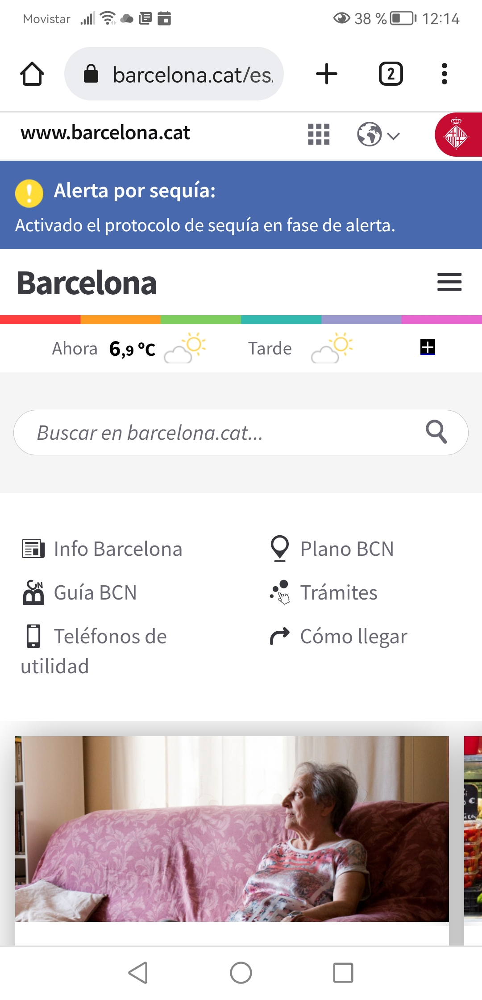 Movistar 38 % 12:14
barcelona.cat/es 2
www.barcelona.cat
Alerta por sequía:
Activado el protocolo de sequía en fase de alerta.
Barcelona
Ahora 6,9 ºC Tarde
Buscar en barcelona.cat...
Info Barcelona Plano BCN
Guía BCN Trámites
Teléfonos de Cómo llegar
utilidad